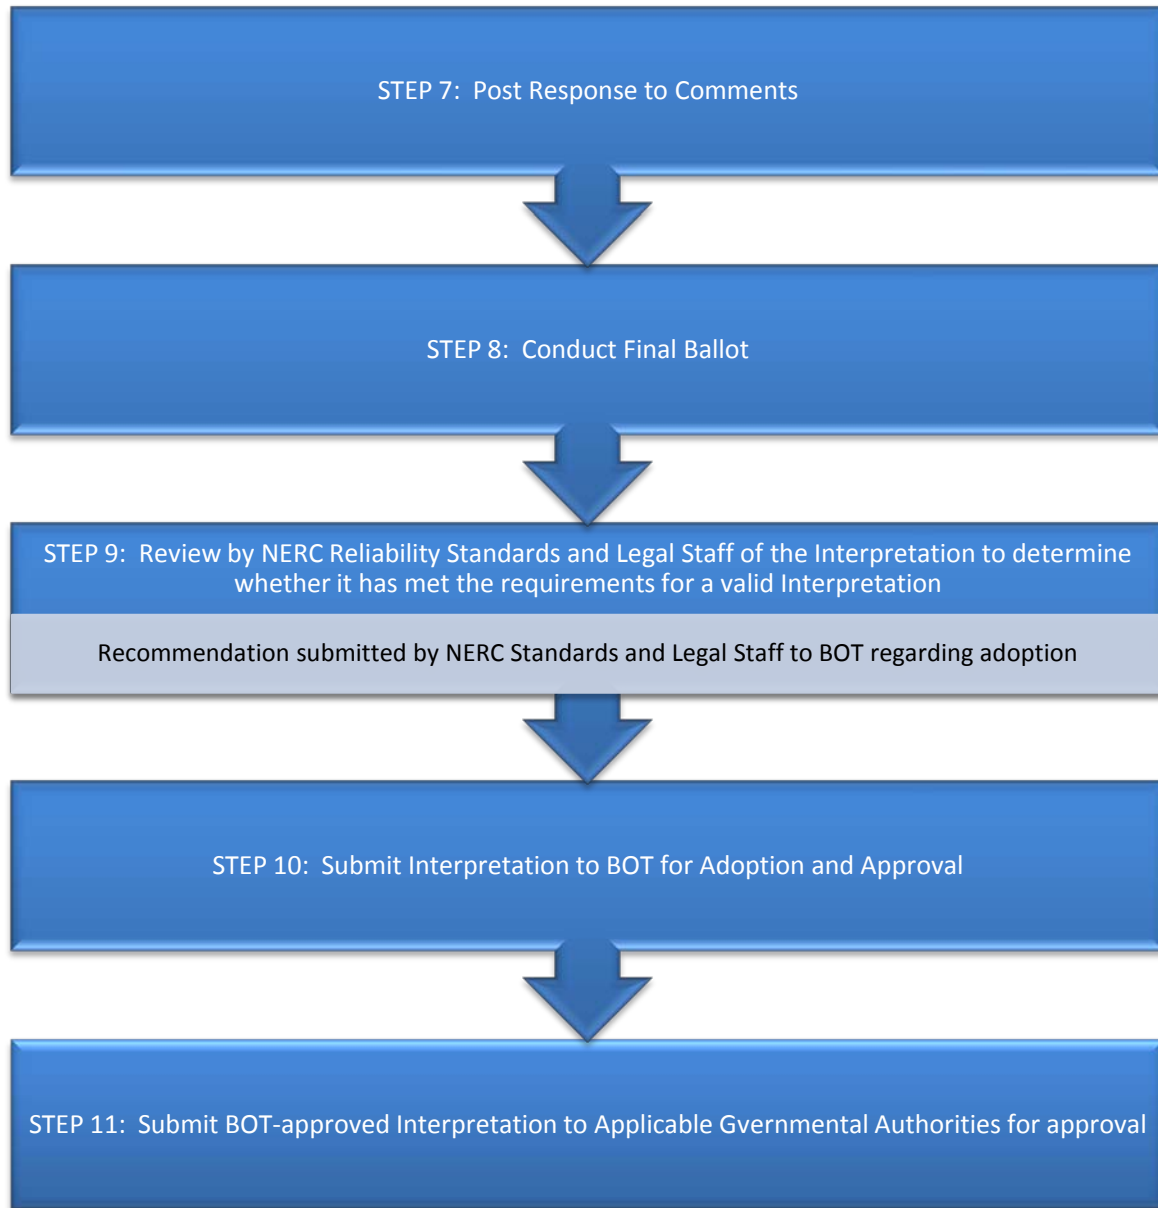 STEP 7:  Post Response to Comments
STEP 8:  Conduct Final Ballot
STEP 9:  Review by NERC Reliability Standards and Legal Staff of the Interpretation to determine
whether it has met the requirements for a valid Interpretation
Recommendation submitted by NERC Standards and Legal Staff to BOT regarding adoption
STEP 10:  Submit Interpretation to BOT for Adoption and Approval
STEP 11:  Submit BOT-approved Interpretation to Applicable Gvernmental Authorities for approval